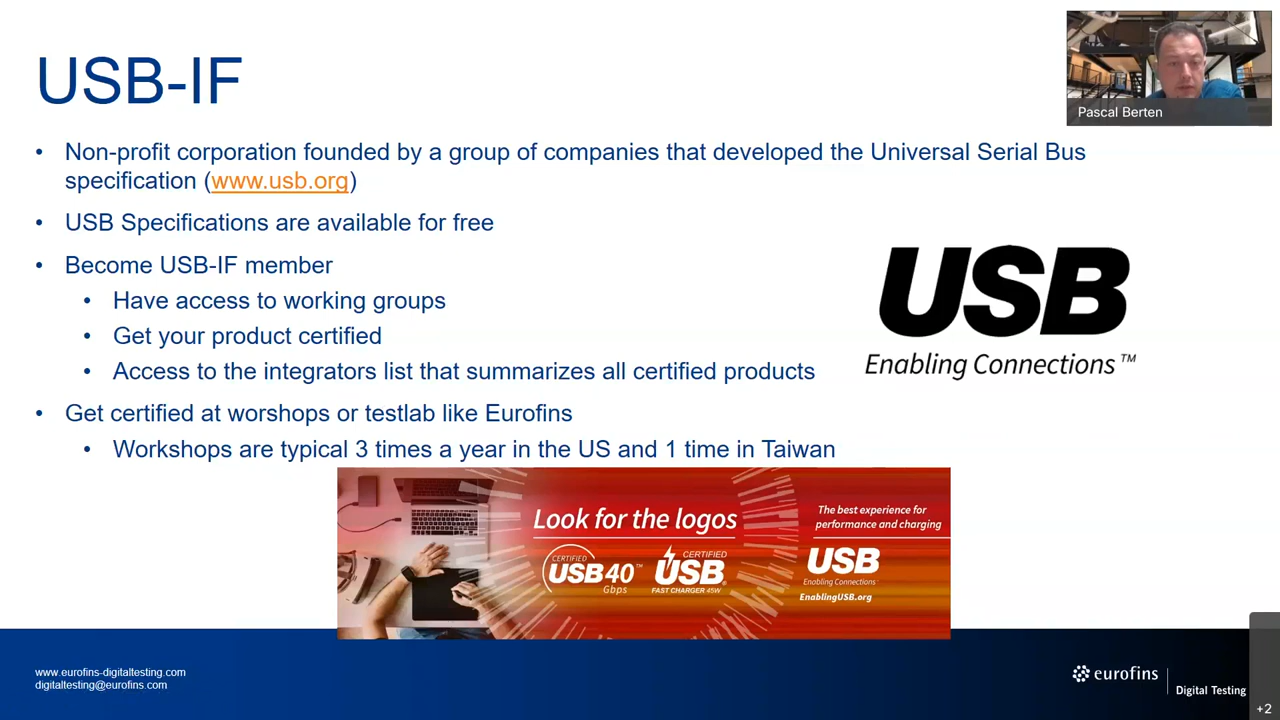 USB-IF
Pascal Berten
• Non-profit corporation founded by a group of companies that developed the Universal Serial Bus
specification (www.usb.org)
• USB Specifications are available for free
• Become USB-IF member
• Have access to working groups
• Get your product certified
• Access to the integrators list that summarizes all certified products
• Get certified at worshops or testlab like Eurofins
• Workshops are typical 3 times a year in the US and 1 time in Taiwan
USB
Enabling Connections™
Look for the logos
CERTIFIED
USB40™
Gbps
CERTIFIED
USB®
FAST CHARGER 45W
The best experience for
performance and charging
USB
Enabling Connections™
EnablingUSB.org
www.eurofins-digitaltesting.com
digitaltesting@eurofins.com
eurofins
Digital Testing
+2